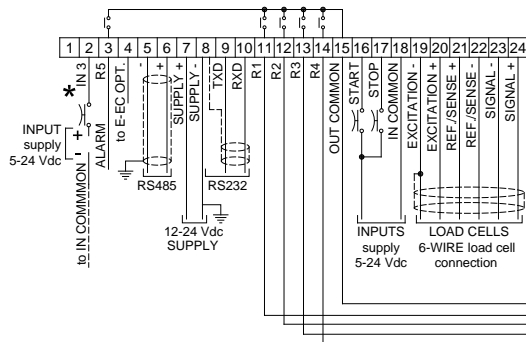 1 2 3 4 5 6 7 8 9 10 11 12 13 14 15 16 17 18 19 20 21 22 23 24
IN 3
R5
to E-EC OPT.
-
+
SUPPLY +
SUPPLY -
TXD
RXD
R1
R2
R3
R4
OUT COMMON
START
STOP
IN COMMON
EXCITATION -
EXCITATION +
REF./SENSE +
REF./SENSE -
SIGNAL -
SIGNAL +
*
ALARM
+
-
INPUT
supply
5-24 Vdc
to IN COMMMON
RS485
RS232
12-24 Vdc
SUPPLY
INPUTS
supply
5-24 Vdc
LOAD CELLS
6-WIRE load cell
connection